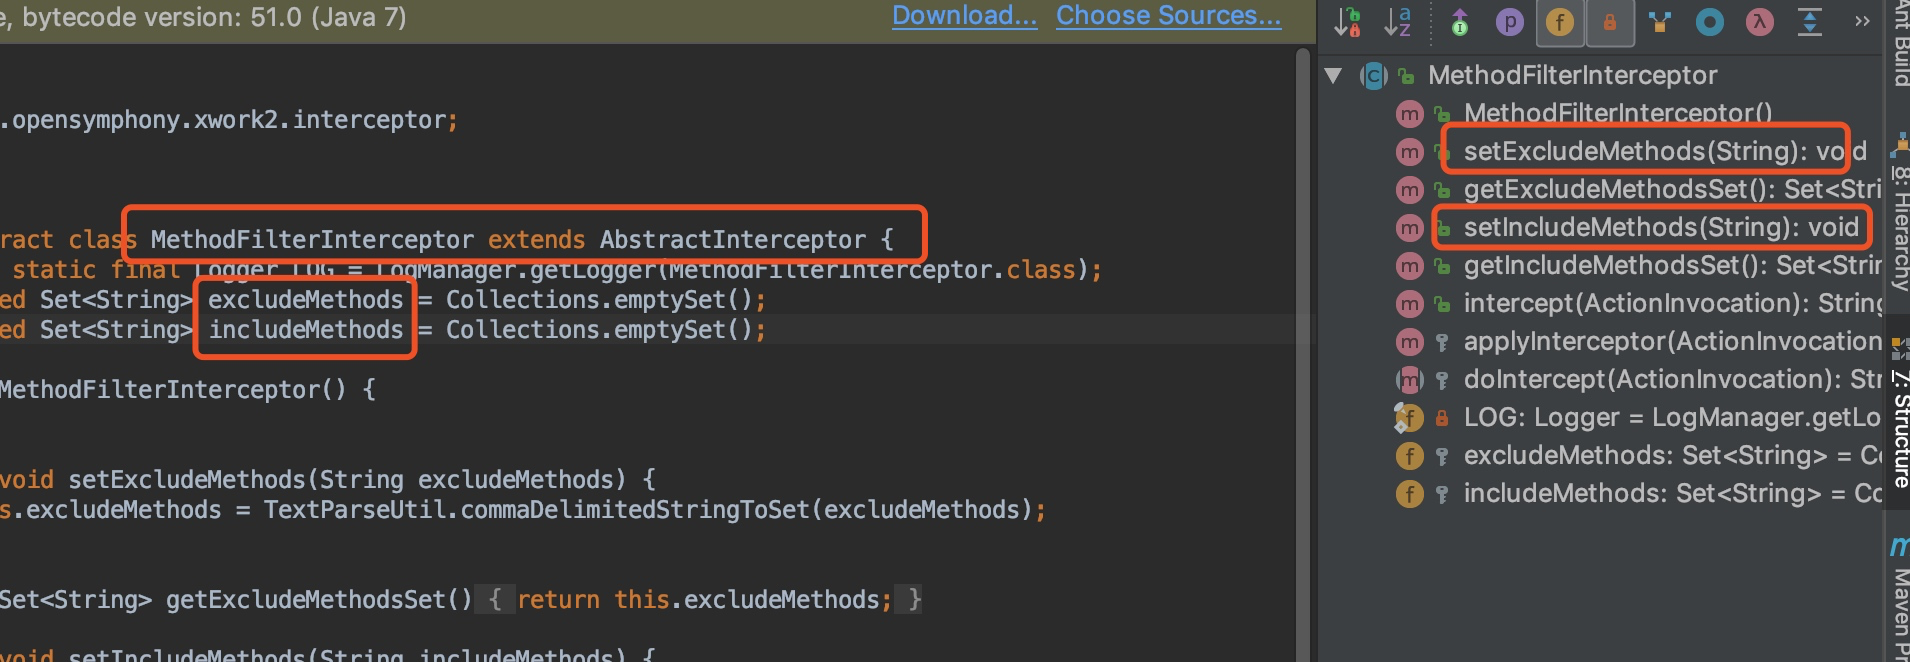 e, bytecode version: 51.0 (Java 7)
Download... Choose Sources...
.opensymphony.xwork2.interceptor;
ract class MethodFilterInterceptor extends AbstractInterceptor {
static final Logger LOG = LogManager.getLogger(MethodFilterInterceptor.class);
ed Set<String> excludeMethods = Collections.emptySet();
ed Set<String> includeMethods = Collections.emptySet();
MethodFilterInterceptor() {
void setExcludeMethods(String excludeMethods) {
s.excludeMethods = TextParseUtil.commaDelimitedStringToSet(excludeMethods);
Set<String> getExcludeMethodsSet() { return this.excludeMethods; }
void setIncludeMethods(String includeMethods) {
MethodFilterInterceptor
MethodFilterInterceptor()
setExcludeMethods(String): void
getExcludeMethodsSet(): Set<Stri
setIncludeMethods(String): void
getIncludeMethodsSet(): Set<Strin
intercept(ActionInvocation): String
applyInterceptor(ActionInvocation
doIntercept(ActionInvocation): Str
LOG: Logger = LogManager.getLo
excludeMethods: Set<String> = Co
includeMethods: Set<String> = Co
Ant Build
8: Hierarchy
7: Structure
Maven Pr